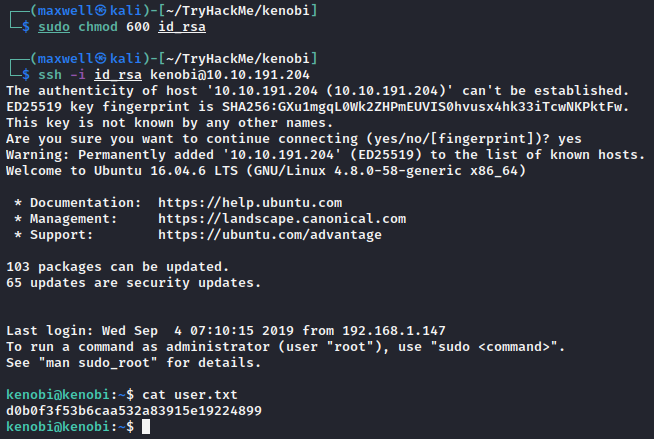 ┌──(maxwell㉿kali)-[~/TryHackMe/kenobi]
└─$ sudo chmod 600 id_rsa
┌──(maxwell㉿kali)-[~/TryHackMe/kenobi]
└─$ ssh -i id_rsa kenobi@10.10.191.204
The authenticity of host '10.10.191.204 (10.10.191.204)' can't be established.
ED25519 key fingerprint is SHA256:GXu1mgqL0Wk2ZHPmEUVIS0hvusx4hk33iTcwNKPktFw.
This key is not known by any other names.
Are you sure you want to continue connecting (yes/no/[fingerprint])? yes
Warning: Permanently added '10.10.191.204' (ED25519) to the list of known hosts.
Welcome to Ubuntu 16.04.6 LTS (GNU/Linux 4.8.0-58-generic x86_64)
* Documentation:  https://help.ubuntu.com
* Management:     https://landscape.canonical.com
* Support:        https://ubuntu.com/advantage
103 packages can be updated.
65 updates are security updates.
Last login: Wed Sep  4 07:10:15 2019 from 192.168.1.147
To run a command as administrator (user "root"), use "sudo <command>".
See "man sudo_root" for details.
kenobi@kenobi:~$ cat user.txt
d0b0f3f53b6caa532a83915e19224899
kenobi@kenobi:~$